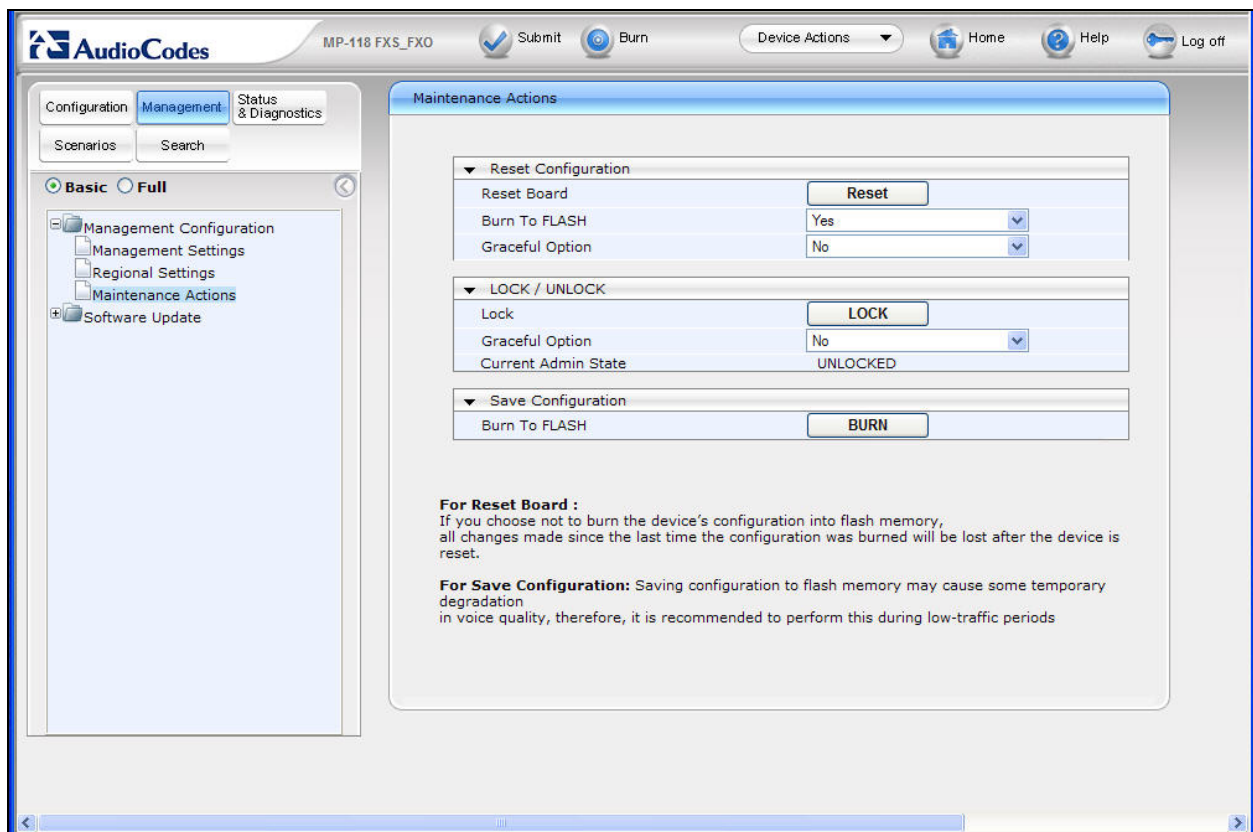 AudioCodes
MP-118 FXS_FXO
Submit
Burn
Device Actions
Home
Help
Log off
Configuration
Management
Status
& Diagnostics
Scenarios
Search
Basic
Full
Management Configuration
Management Settings
Regional Settings
Maintenance Actions
Software Update
Maintenance Actions
Reset Configuration
Reset Board Reset
Burn To FLASH Yes
Graceful Option No
LOCK / UNLOCK
Lock LOCK
Graceful Option No
Current Admin State UNLOCKED
Save Configuration
Burn To FLASH BURN
For Reset Board :
If you choose not to burn the device's configuration into flash memory,
all changes made since the last time the configuration was burned will be lost after the device is
reset.
For Save Configuration: Saving configuration to flash memory may cause some temporary
degradation
in voice quality, therefore, it is recommended to perform this during low-traffic periods